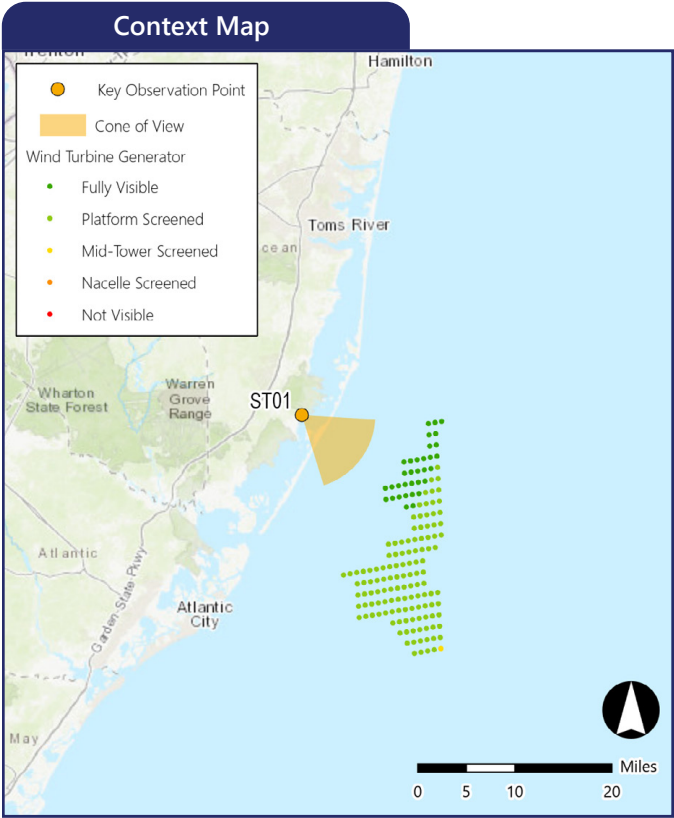 Context Map
Hamilton
Key Observation Point
Cone of View
Wind Turbine Generator
Fully Visible
Platform Screened
Mid-Tower Screened
Nacelle Screened
Not Visible
Toms River
cean
Wharton
State Forest
Warren
Grove
Range
ST01
Atlantic
Garden State Pkwy
Atlantic
City
May
Miles
0 5 10 20